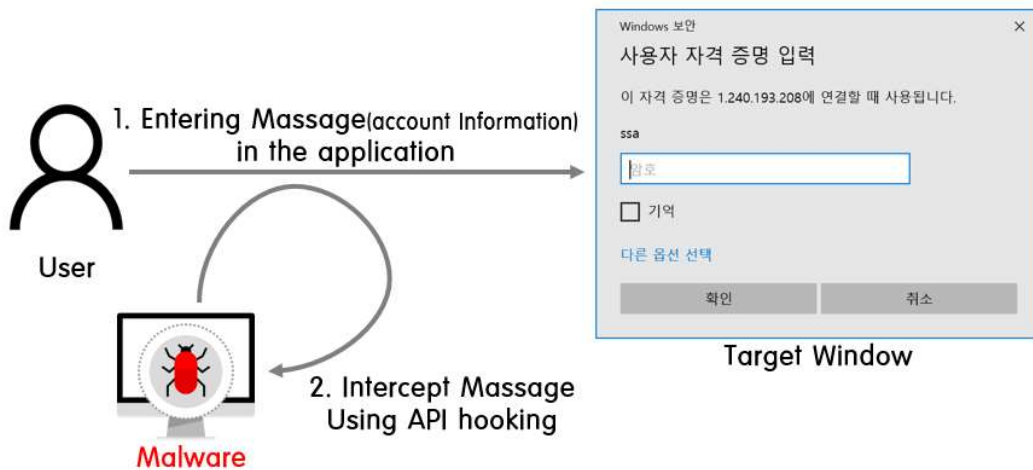 1. Entering Massage(account Information)
in the application
User
Windows 보안
사용자 자격 증명 입력
이 자격 증명은 1.240.193.208에 연결할 때 사용됩니다.
ssa
암호
기억
다른 옵션 선택
확인
취소
Target Window
2. Intercept Massage
Using API hooking
Malware